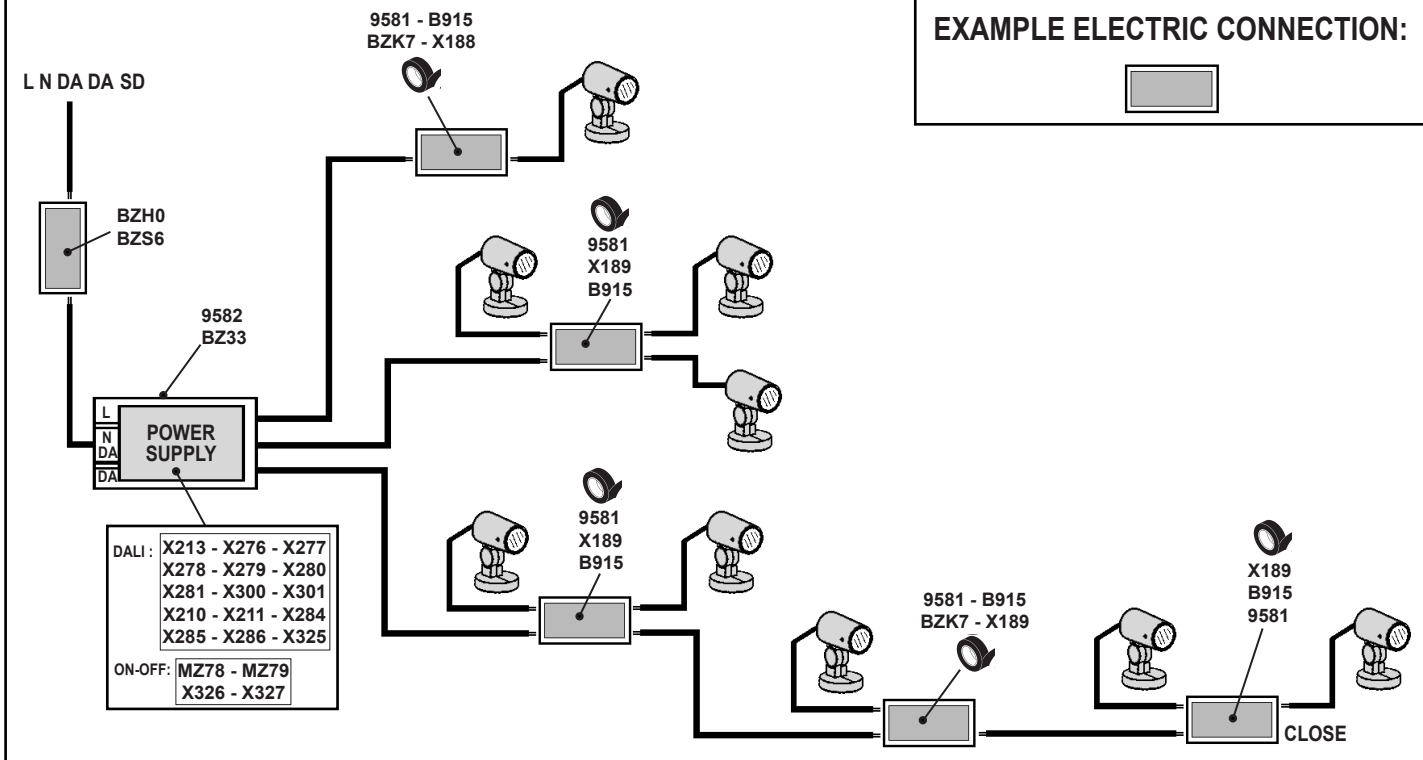 EXAMPLE ELECTRIC CONNECTION:
9581 - B915
BZK7 - X188
L N DA DA SD
BZH0
BZS6
9581
X189
B915
9582
BZ33
L
N
DA
DA
POWER
SUPPLY
DALI :
X213 - X276 - X277
X278 - X279 - X280
X281 - X300 - X301
X210 - X211 - X284
X285 - X286 - X325
ON-OFF:
MZ78 - MZ79
X326 - X327
9581
X189
B915
9581 - B915
BZK7 - X189
X189
B915
9581
CLOSE